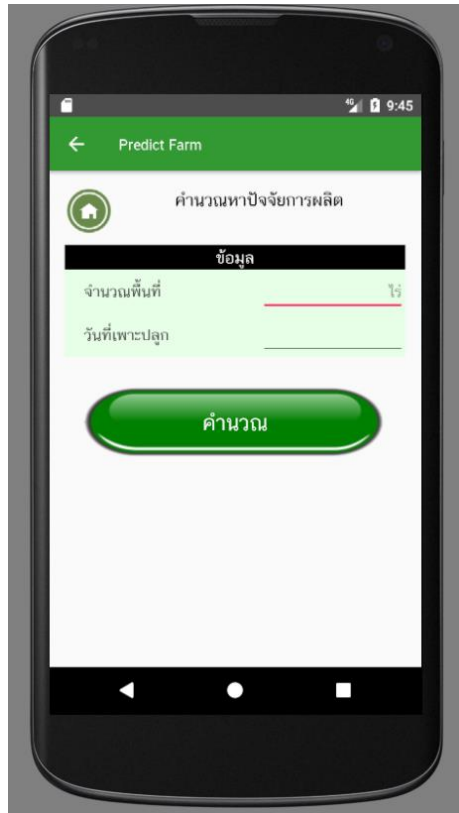 4G 9:45
Predict Farm
คำนวณหาปัจจัยการผลิต
ข้อมูล
จำนวณพื้นที่ ไร่
วันที่เพาะปลูก
คำนวณ